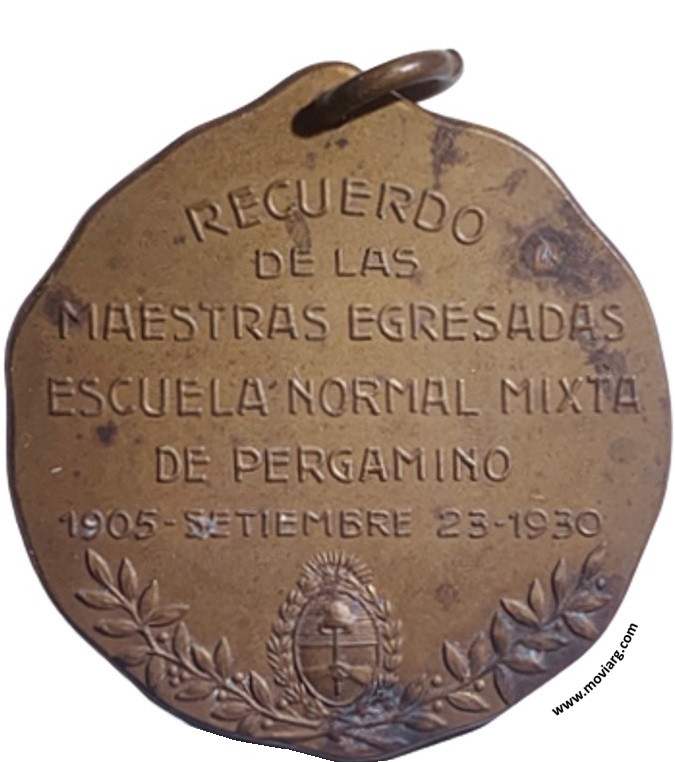 RECUERDO
DE LAS
MAESTRAS EGRESADAS
ESCUELA NORMAL MIXTA
DE PERGAMINO
1905-SETIEMBRE 23-1930
www.moviarg.com